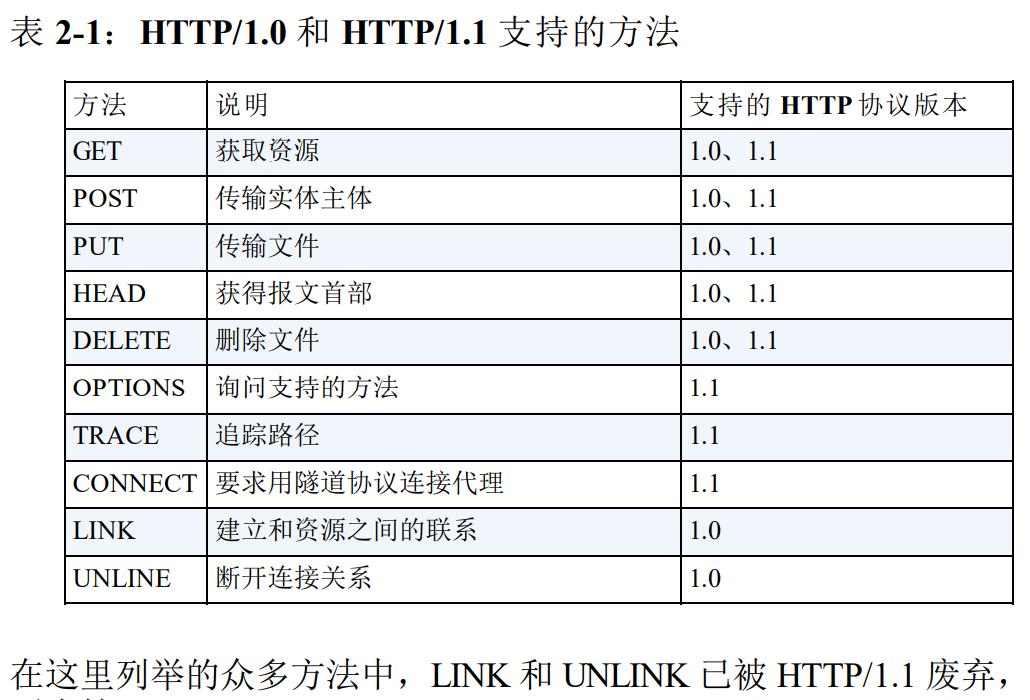 表 2-1：HTTP/1.0 和 HTTP/1.1 支持的方法
方法 说明 支持的 HTTP 协议版本
GET 获取资源 1.0、1.1
POST 传输实体主体 1.0、1.1
PUT 传输文件 1.0、1.1
HEAD 获得报文首部 1.0、1.1
DELETE 删除文件 1.0、1.1
OPTIONS 询问支持的方法 1.1
TRACE 追踪路径 1.1
CONNECT 要求用隧道协议连接代理 1.1
LINK 建立和资源之间的联系 1.0
UNLINE 断开连接关系 1.0
在这里列举的众多方法中，LINK 和 UNLINK 已被 HTTP/1.1 废弃，